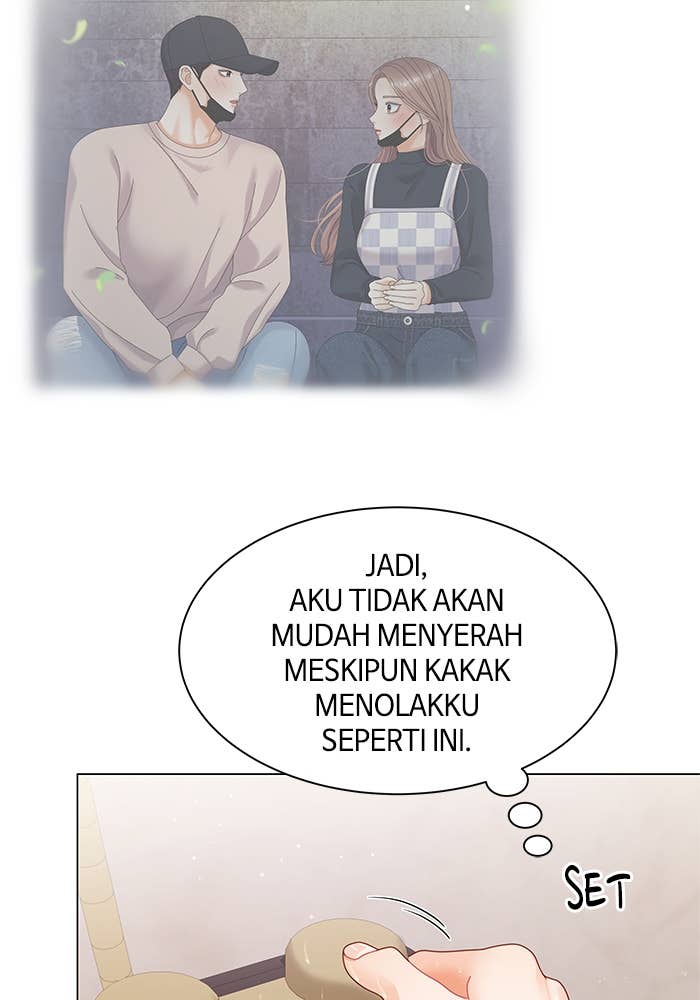 JADI,
AKU TIDAK AKAN
MUDAH MENYERAH
MESKIPUN KAKAK
MENOLAKKU
SEPERTI INI.
SET